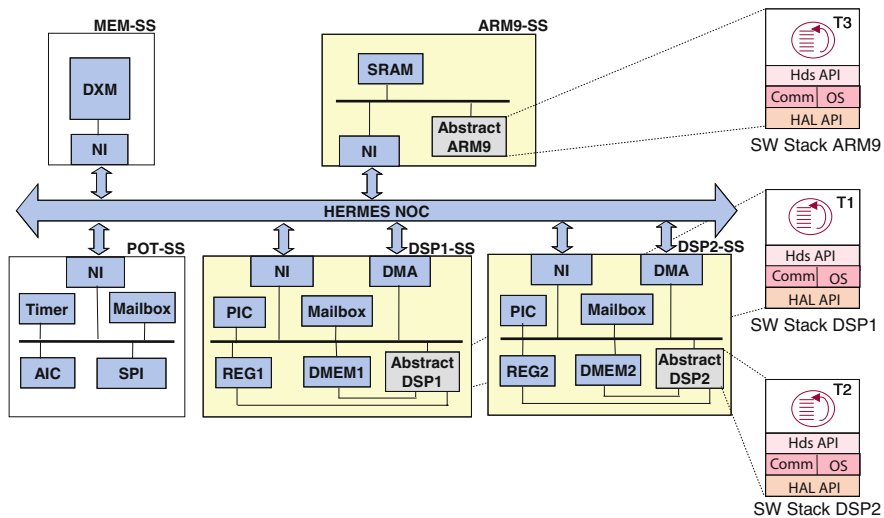 MEM-SS
DXM
NI
ARM9-SS
SRAM
Abstract
ARM9
NI
T3
Hds API
Comm OS
HAL API
SW Stack ARM9
HERMES NOC
POT-SS
NI
Timer
Mailbox
AIC
SPI
DSP1-SS
NI
DMA
PIC
Mailbox
REG1
DMEM1
Abstract
DSP1
DSP2-SS
NI
DMA
PIC
Mailbox
REG2
DMEM2
Abstract
DSP2
T1
Hds API
Comm OS
HAL API
SW Stack DSP1
T2
Hds API
Comm OS
HAL API
SW Stack DSP2